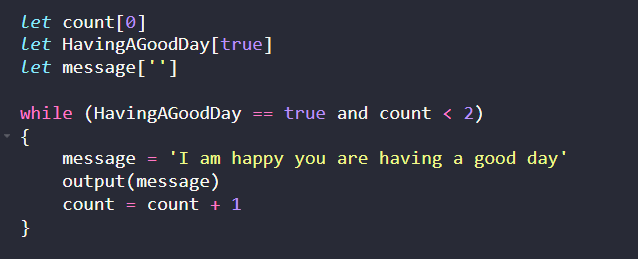 let count[0]
let HavingAGoodDay[true]
let message['']
while (HavingAGoodDay == true and count < 2)
{
message = 'I am happy you are having a good day'
output(message)
count = count + 1
}